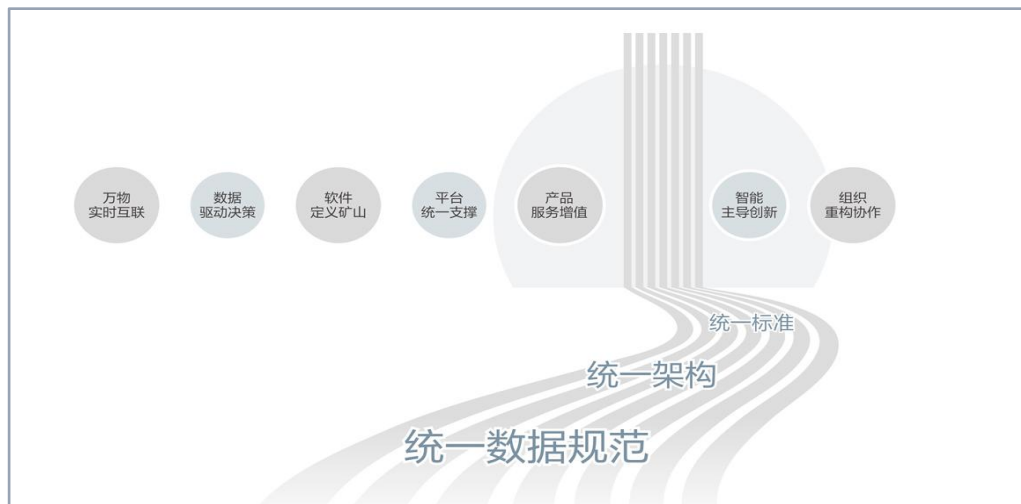 万物
实时互联
数据
驱动决策
软件
定义矿山
平台
统一支撑
产品
服务增值
智能
主导创新
组织
重构协作
统一标准
统一架构
统一数据规范